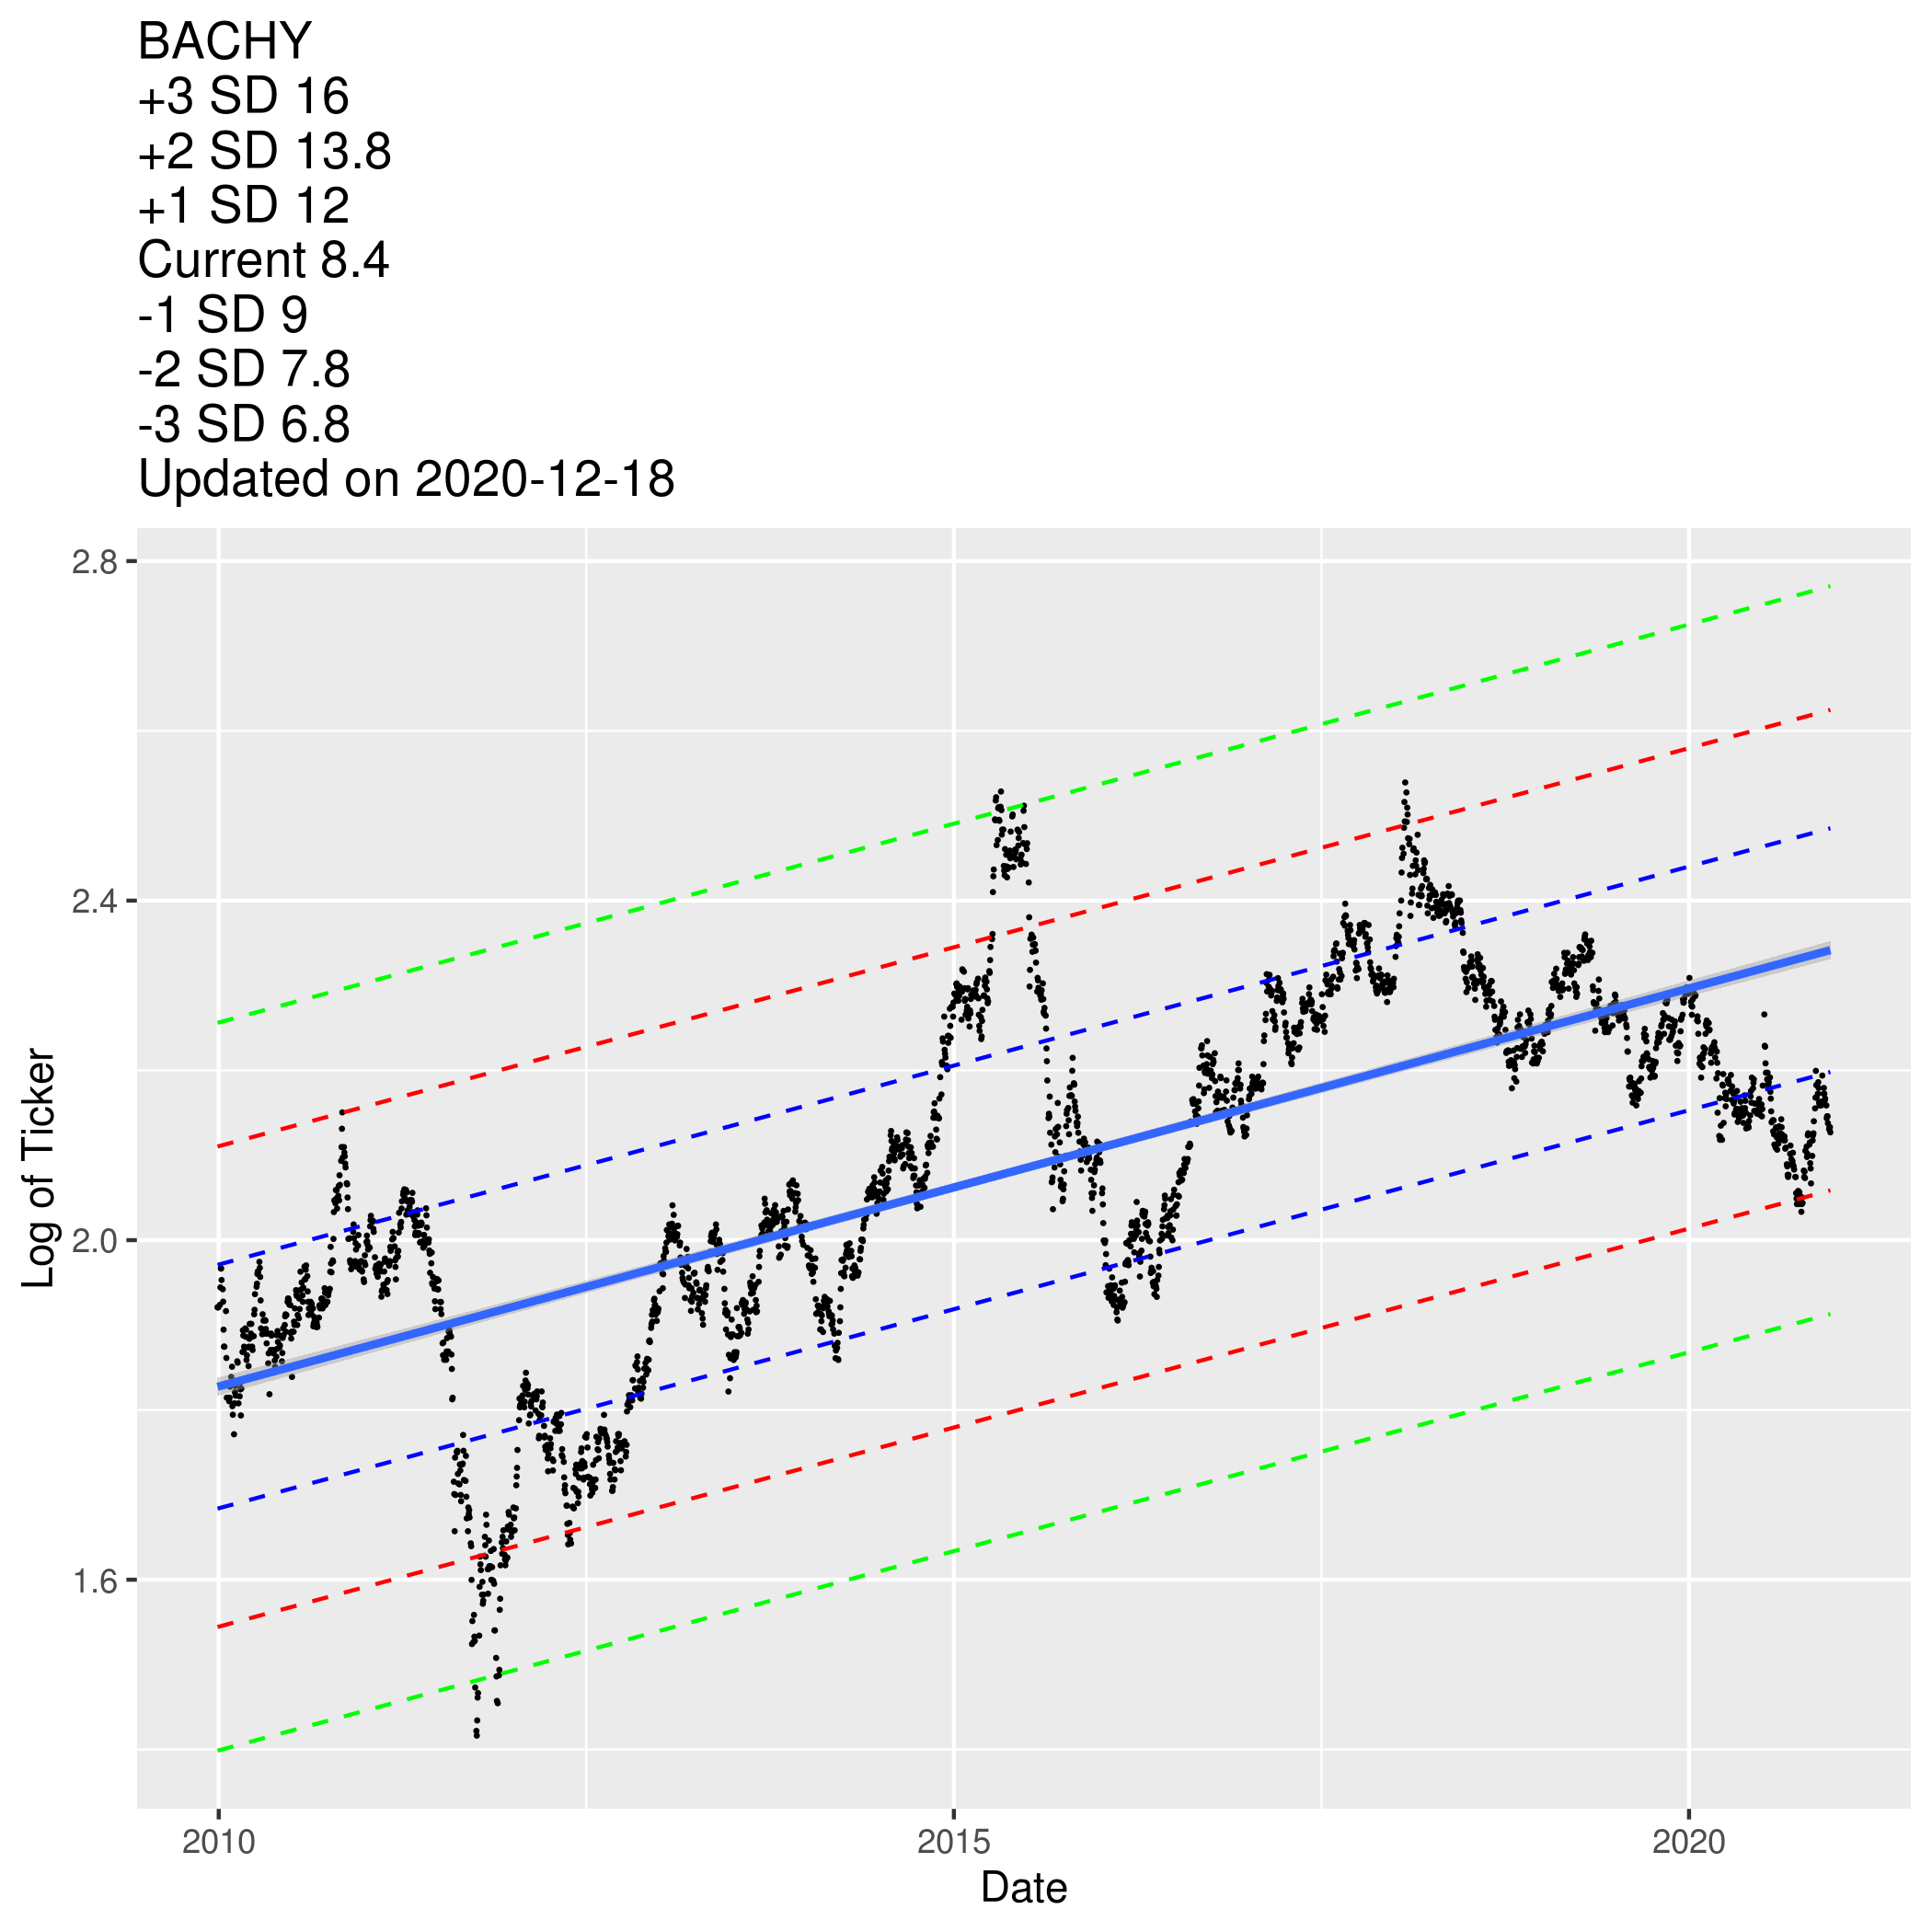 BACHY
+3 SD 16
+2 SD 13.8
+1 SD 12
Current 8.4
-1 SD 9
-2 SD 7.8
-3 SD 6.8
Updated on 2020-12-18
2.8
2.4
2.0
1.6
Log of Ticker
2010 2015 2020
Date